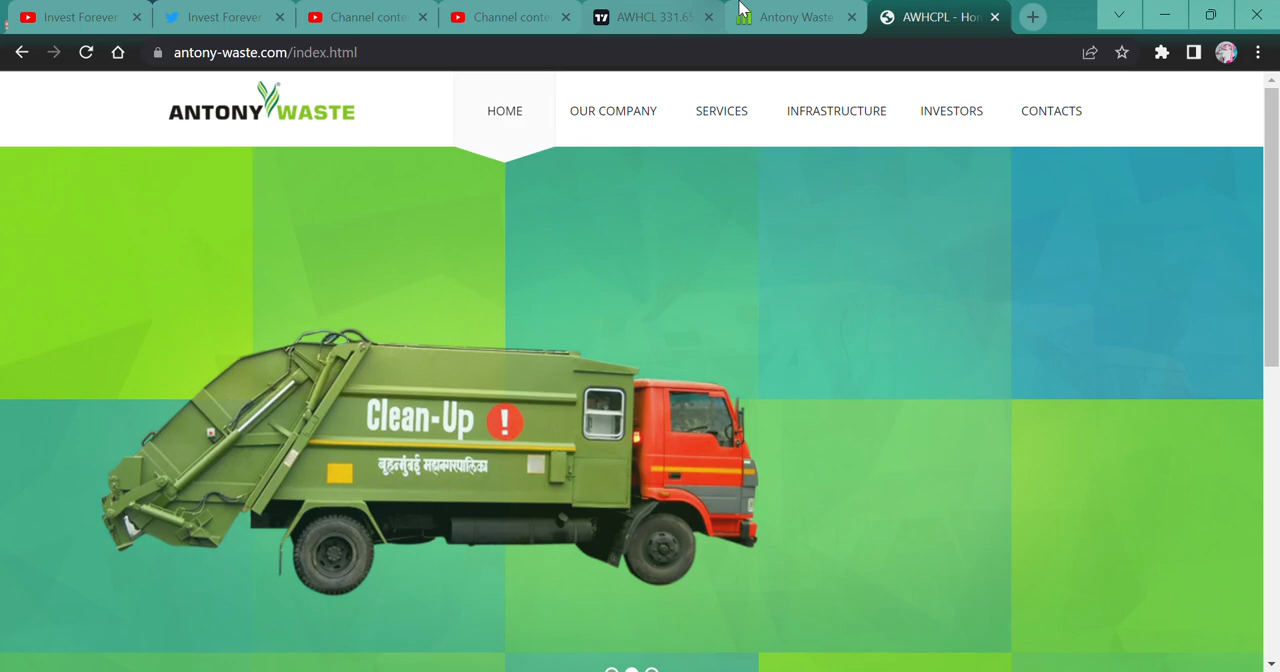 Invest Forever
Invest Forever
Channel conte
Channel conte
AWHCL 331.65
Antony Waste
AWHCPL - Hon
antony-waste.com/index.html
ANTONY WASTE
HOME
OUR COMPANY
SERVICES
INFRASTRUCTURE
INVESTORS
CONTACTS
Clean-Up !
बृहन्मुंबई महानगरपालिका